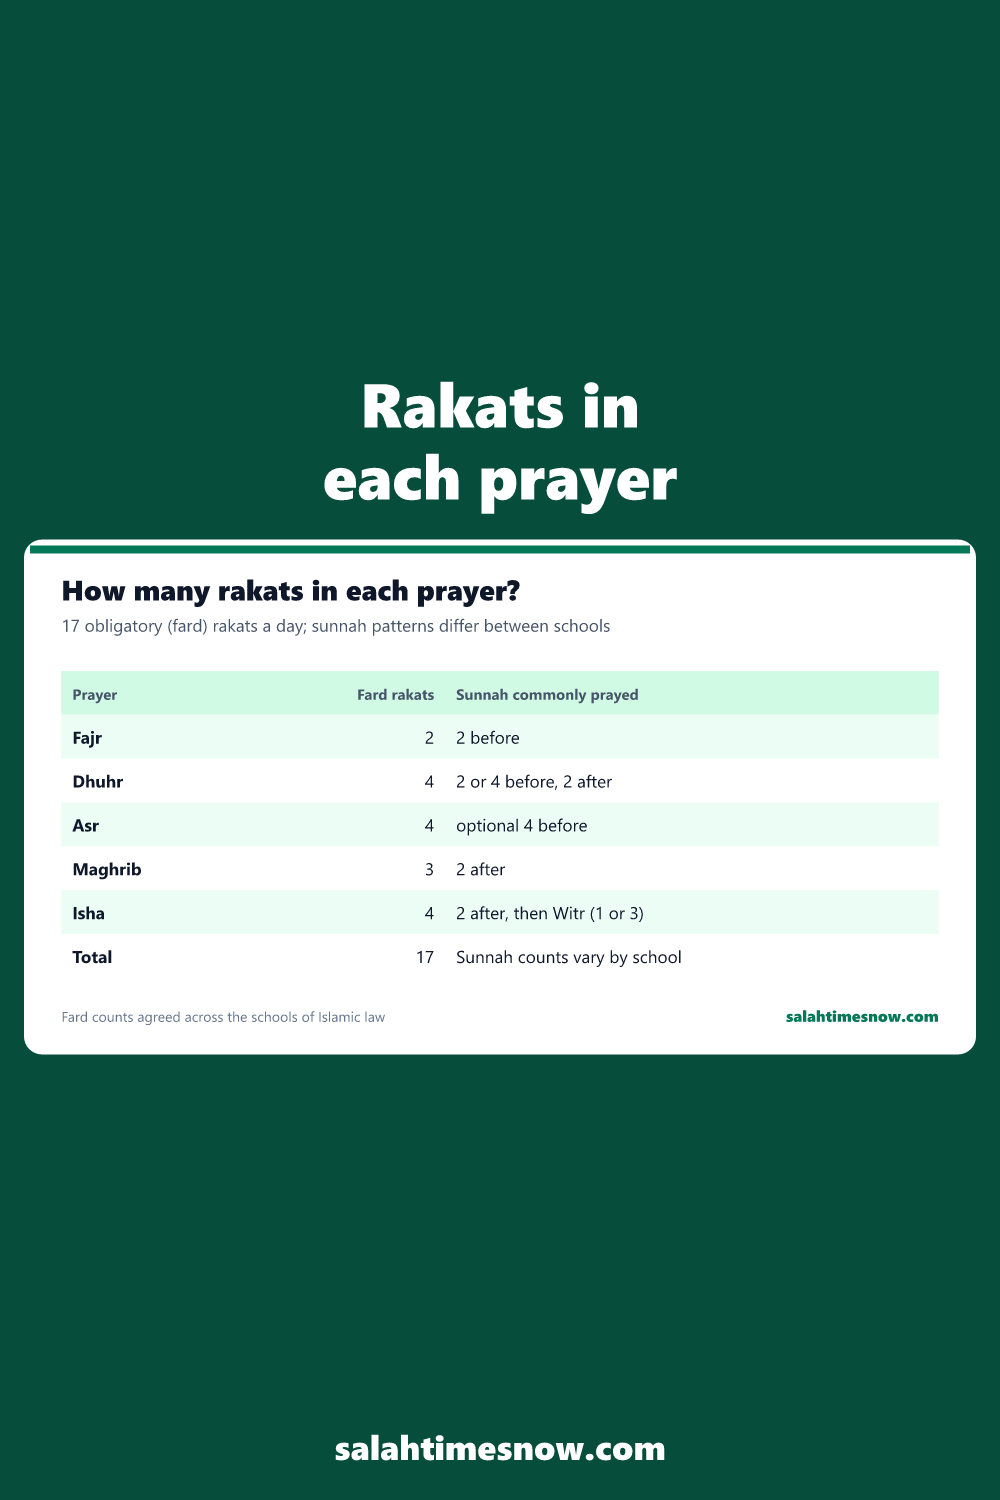 Rakats in
each prayer
How many rakats in each prayer?
17 obligatory (fard) rakats a day; sunnah patterns differ between schools
Prayer Fard rakats Sunnah commonly prayed
Fajr 2 2 before
Dhuhr 4 2 or 4 before, 2 after
Asr 4 optional 4 before
Maghrib 3 2 after
Isha 4 2 after, then Witr (1 or 3)
Total 17 Sunnah counts vary by school
Fard counts agreed across the schools of Islamic law salahtimesnow.com
salahtimesnow.com